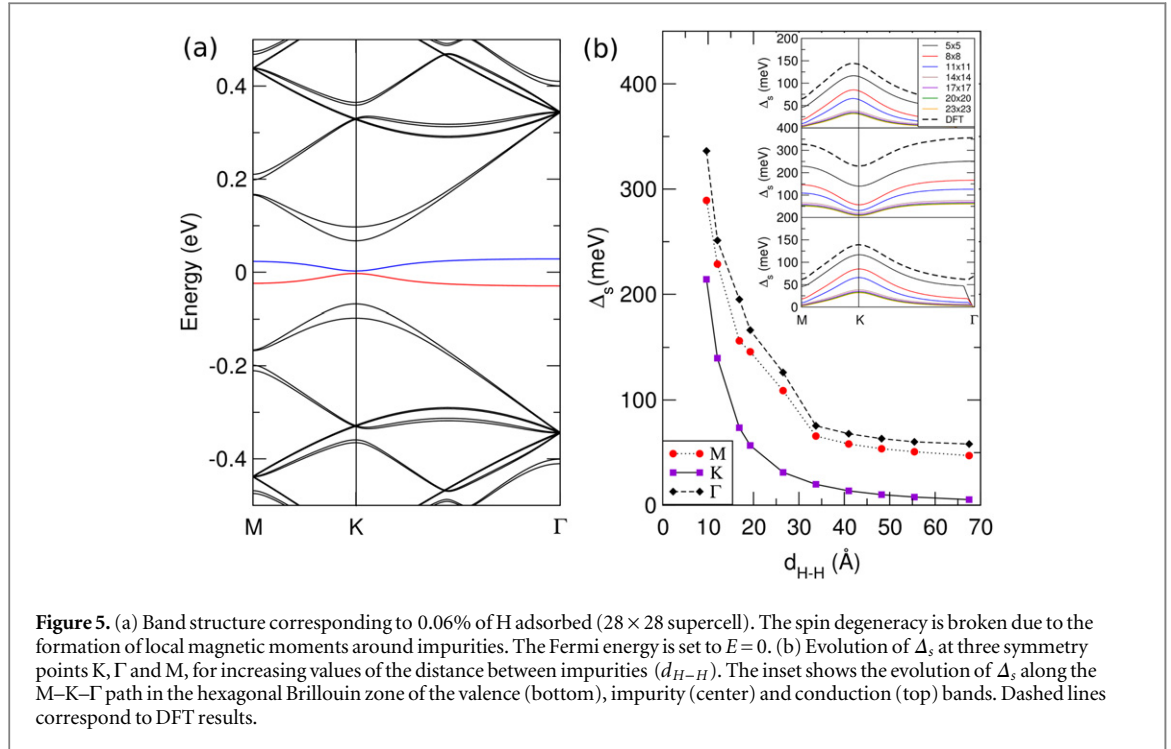 (a)
0.4
0.2
0
-0.2
-0.4
Energy (eV)
M K Γ
(b)
400
300
200
100
0
Δs (meV)
0 10 20 30 40 50 60 70
d_H-H (Å)
M
K
Γ
200
150
100
50
400
Δs (meV)
300
200
100
200
Δs (meV)
150
100
50
0
Δs (meV)
M K Γ
5x5
8x8
11x11
14x14
17x17
20x20
23x23
DFT
Figure 5. (a) Band structure corresponding to 0.06% of H adsorbed (28 × 28 supercell). The spin degeneracy is broken due to the
formation of local magnetic moments around impurities. The Fermi energy is set to E = 0. (b) Evolution of Δs at three symmetry
points K, Γ and M, for increasing values of the distance between impurities (d_H−H). The inset shows the evolution of Δs along the
M–K–Γ path in the hexagonal Brillouin zone of the valence (bottom), impurity (center) and conduction (top) bands. Dashed lines
correspond to DFT results.